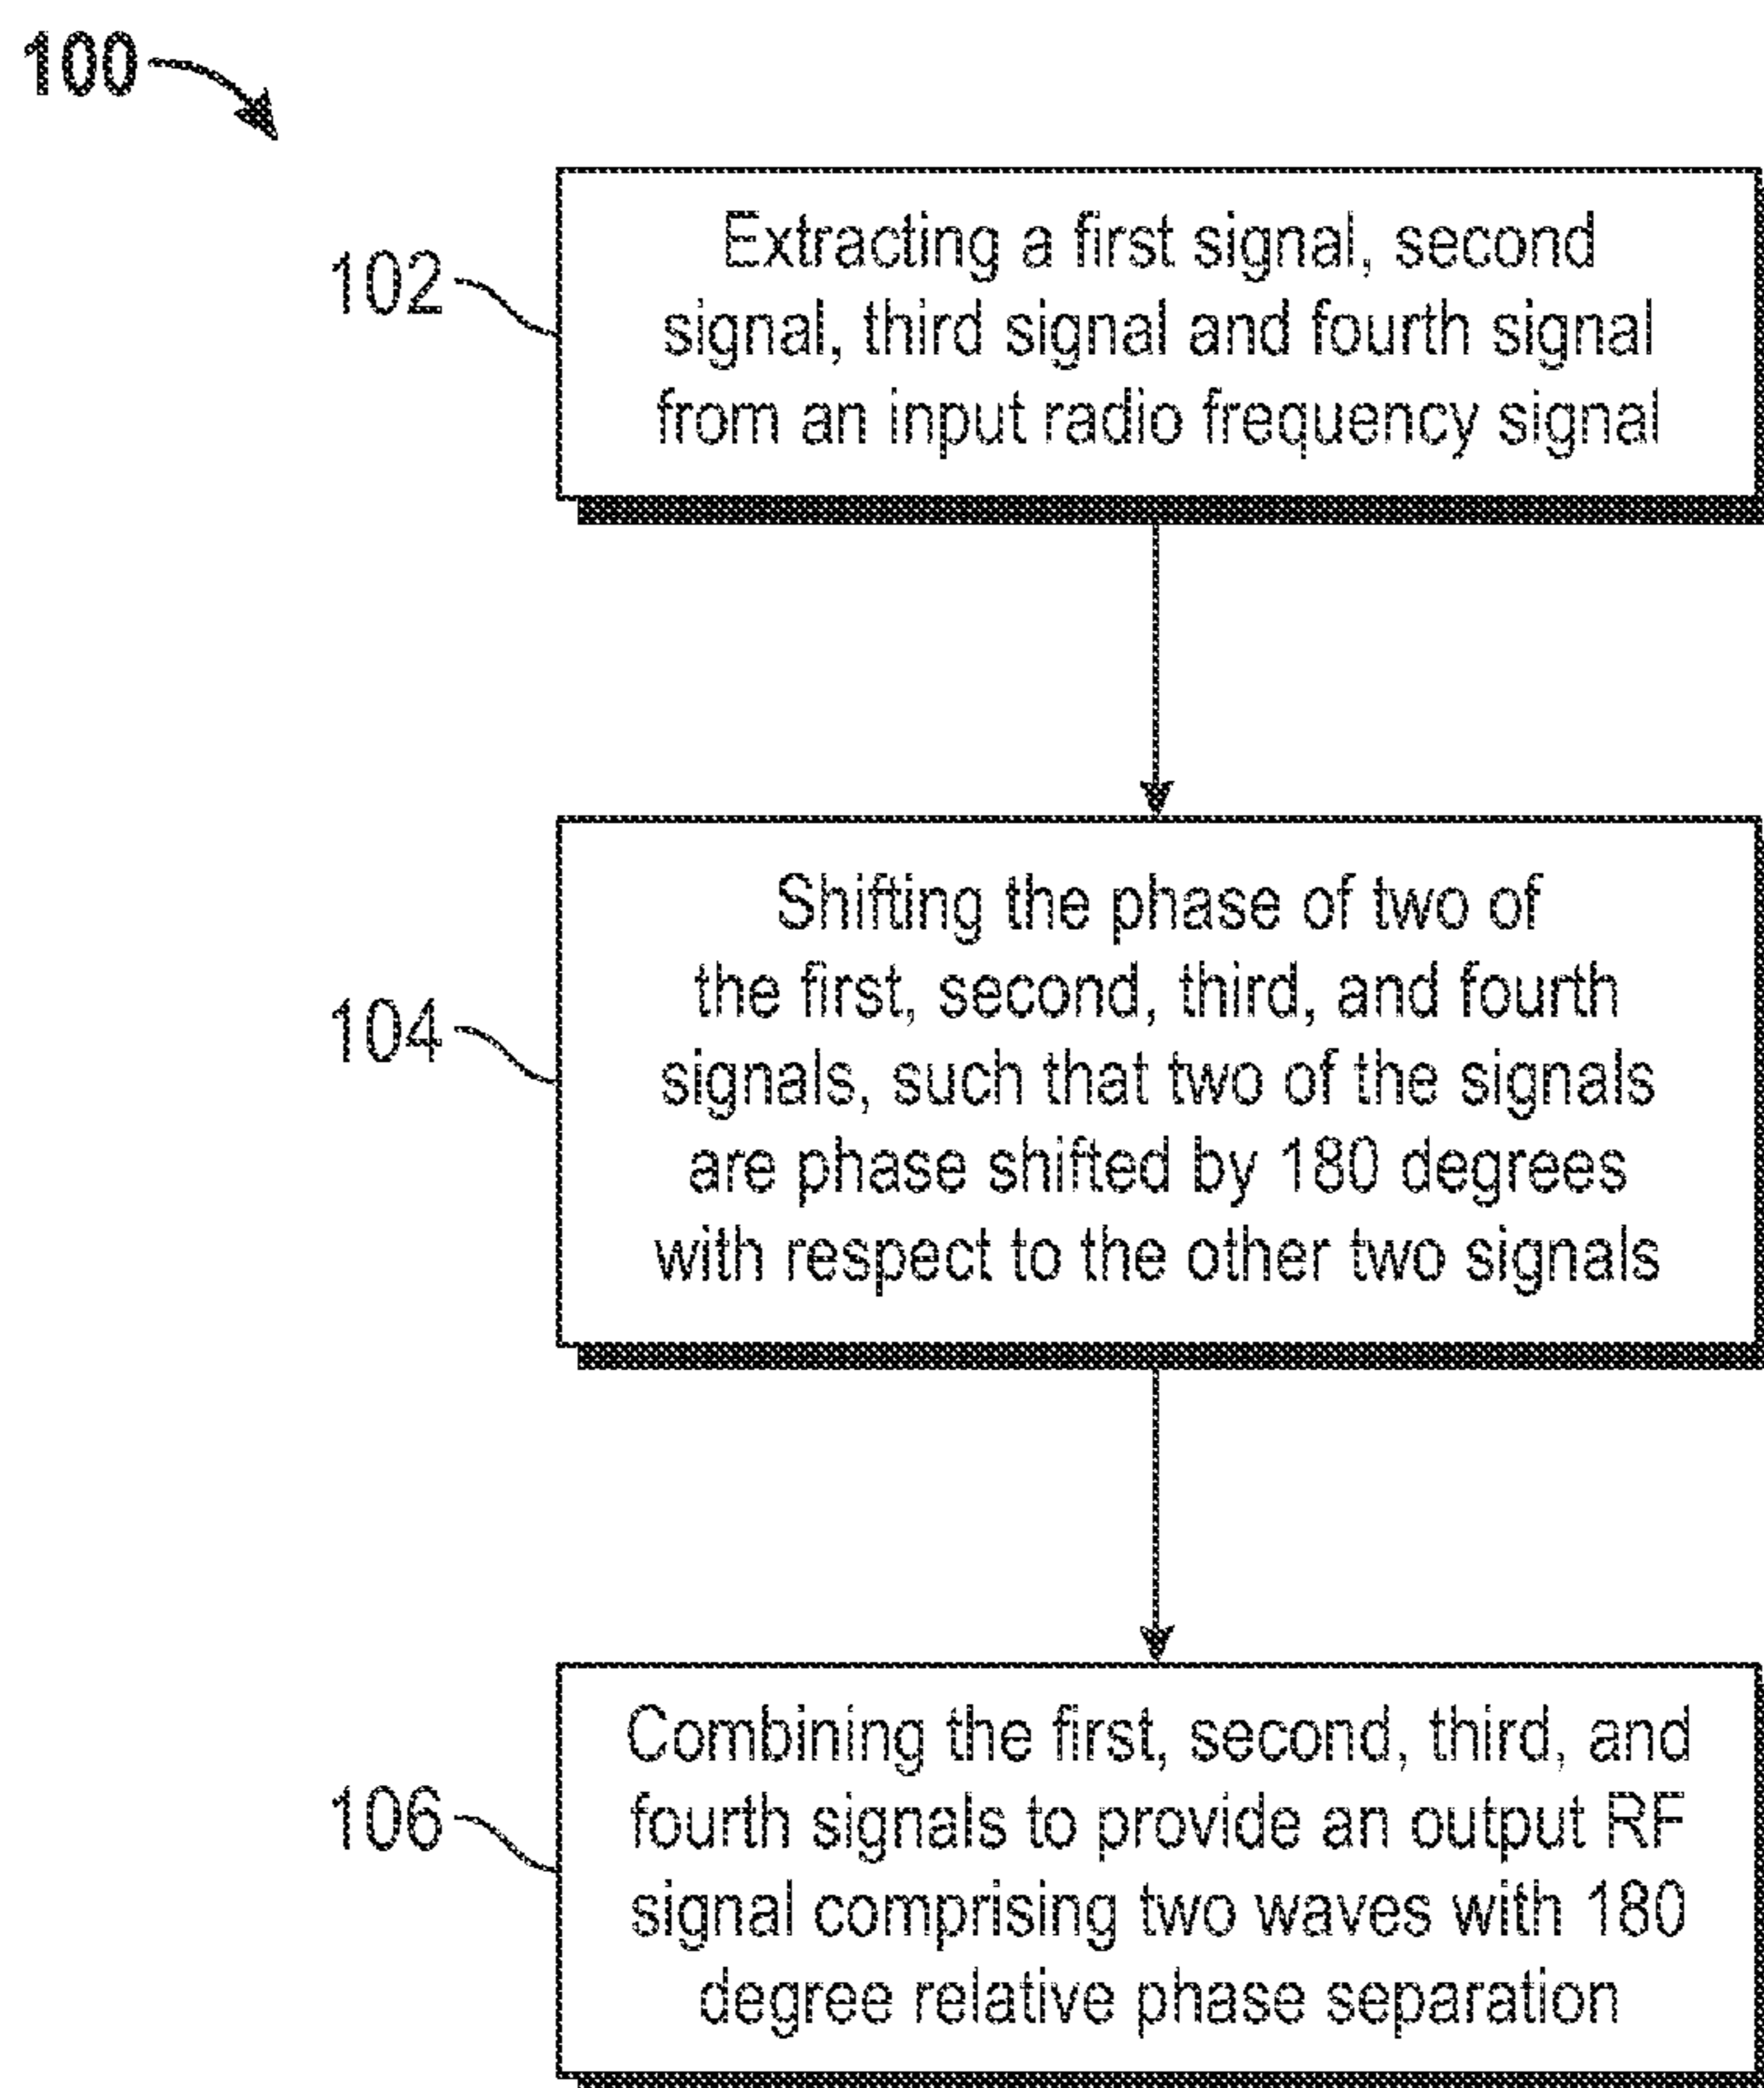 100
102
Extracting a first signal, second
signal, third signal and fourth signal
from an input radio frequency signal
104
Shifting the phase of two of
the first, second, third, and fourth
signals, such that two of the signals
are phase shifted by 180 degrees
with respect to the other two signals
106
Combining the first, second, third, and
fourth signals to provide an output RF
signal comprising two waves with 180
degree relative phase separation